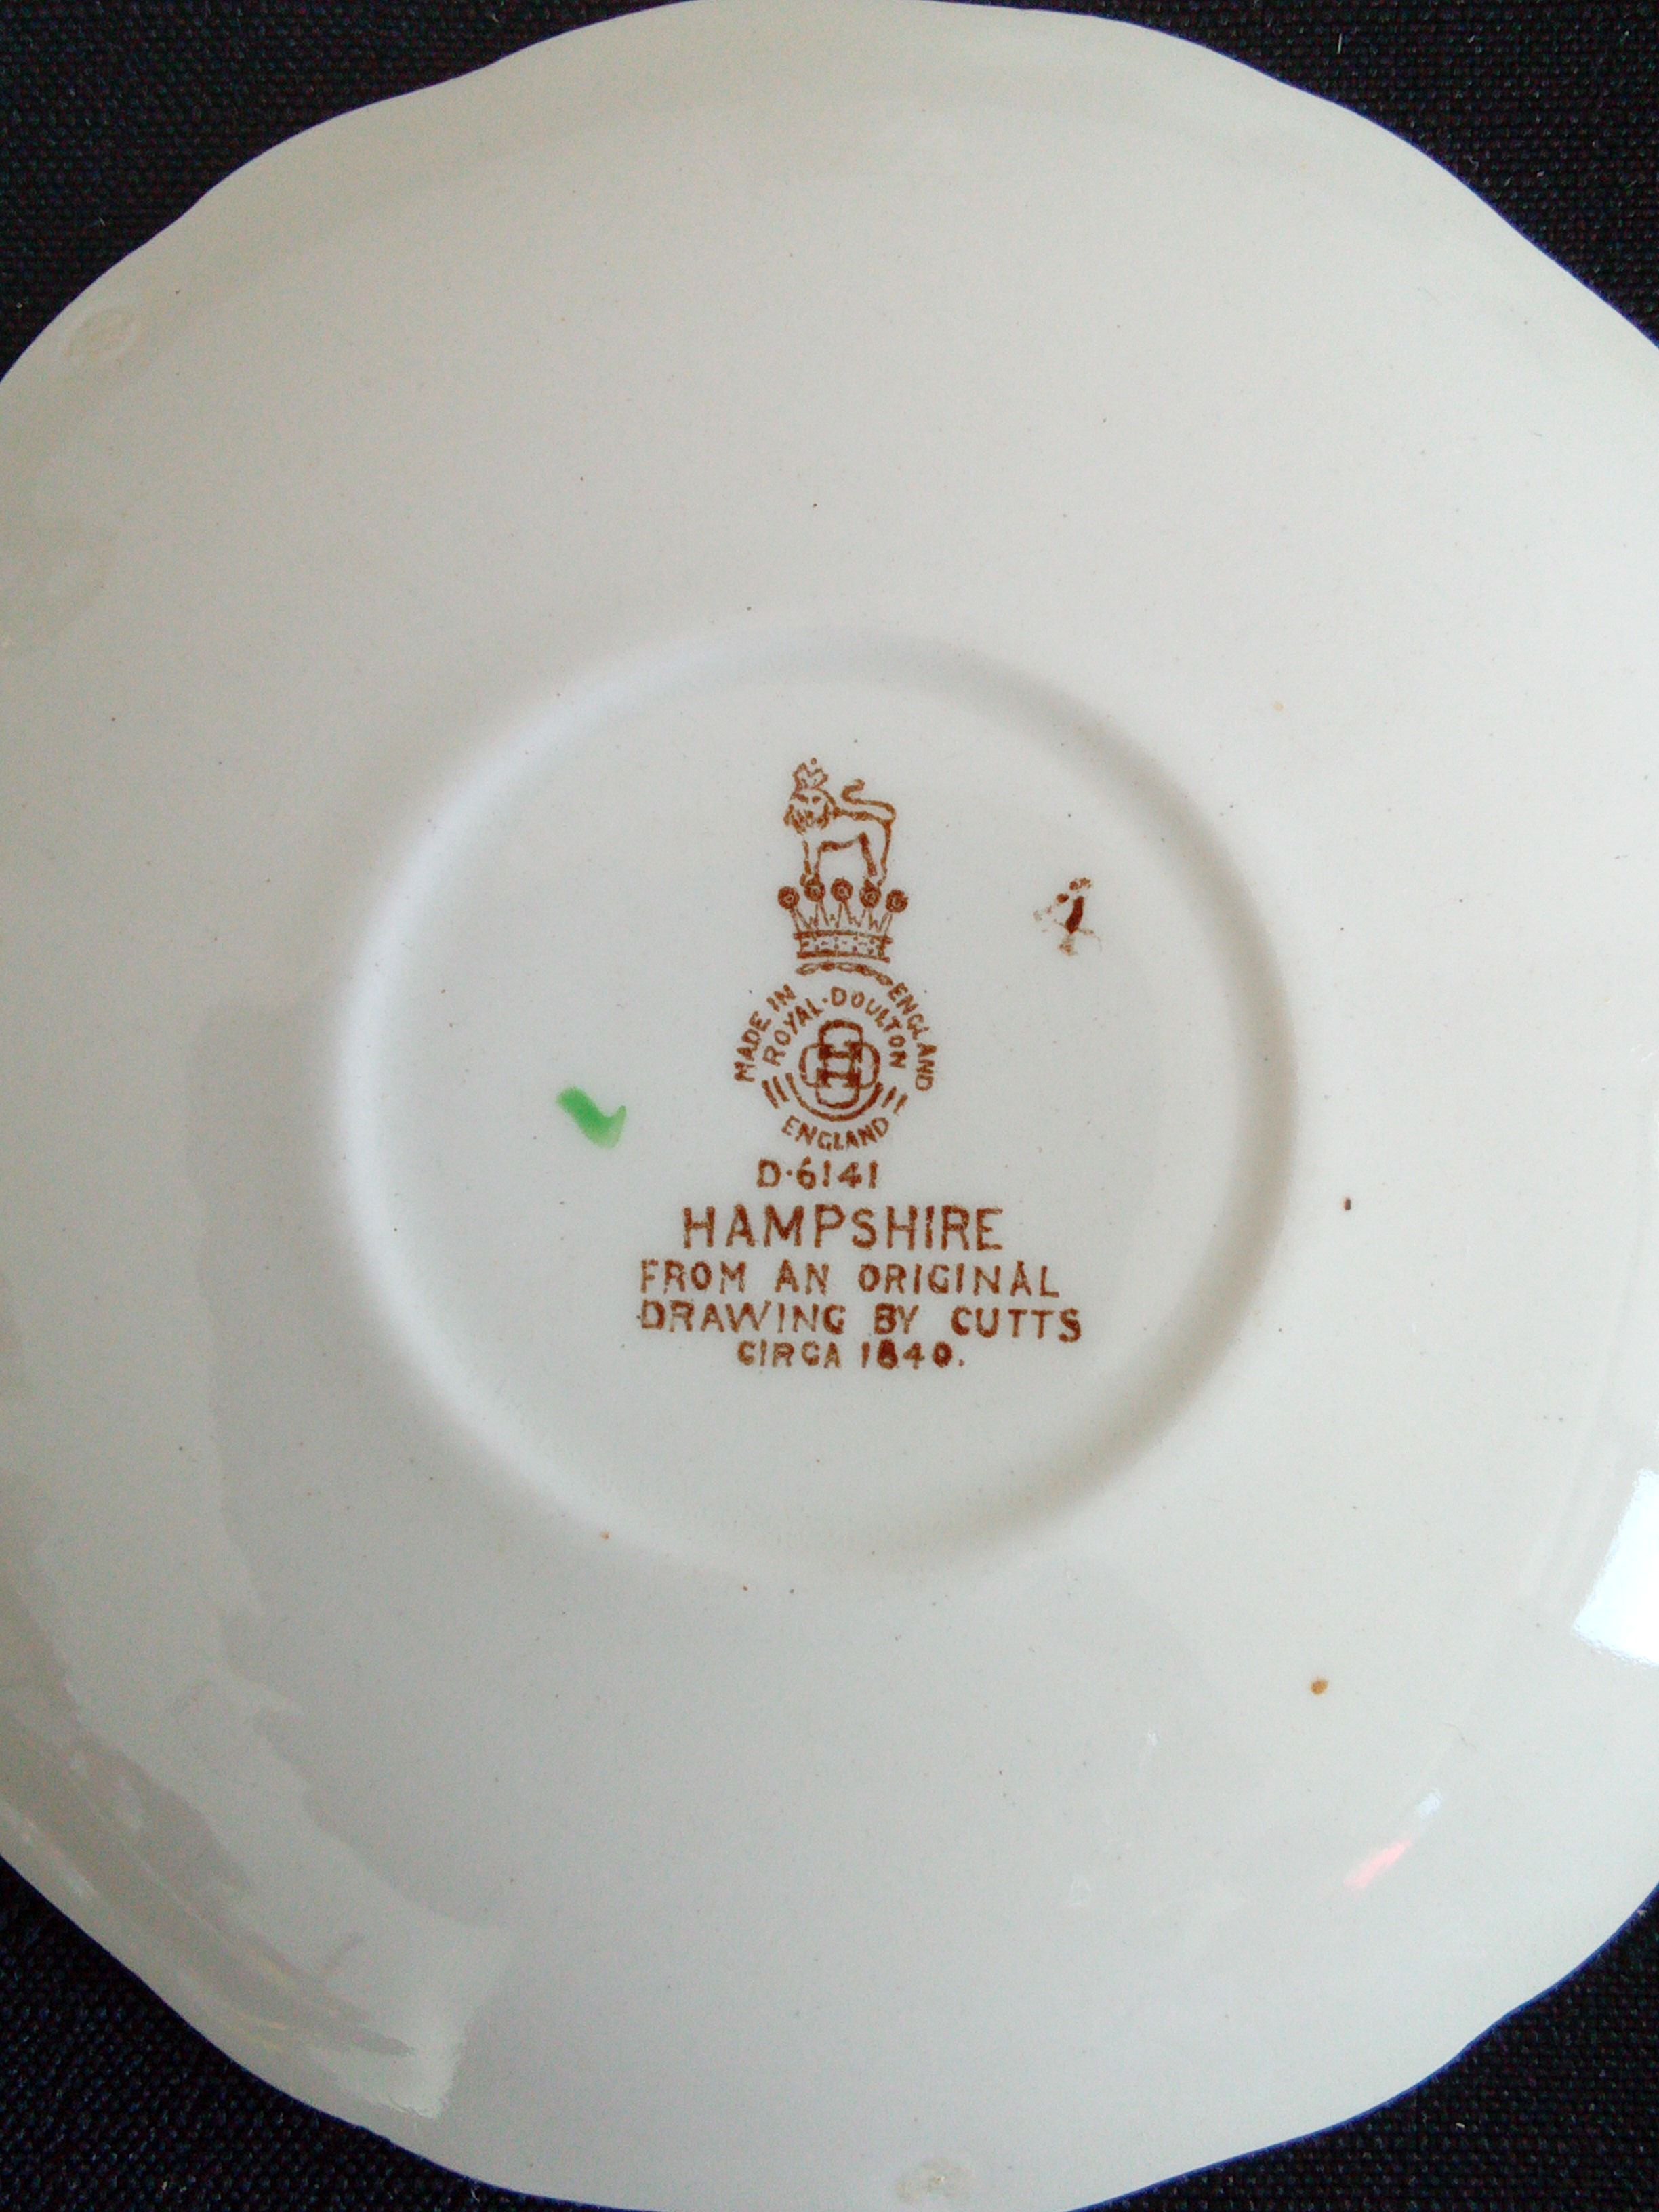 MADE IN ENGLAND
ROYAL·DOULTON
ENGLAND
D·6141
HAMPSHIRE
FROM AN ORIGINAL
DRAWING BY CUTTS
CIRCA 1840.